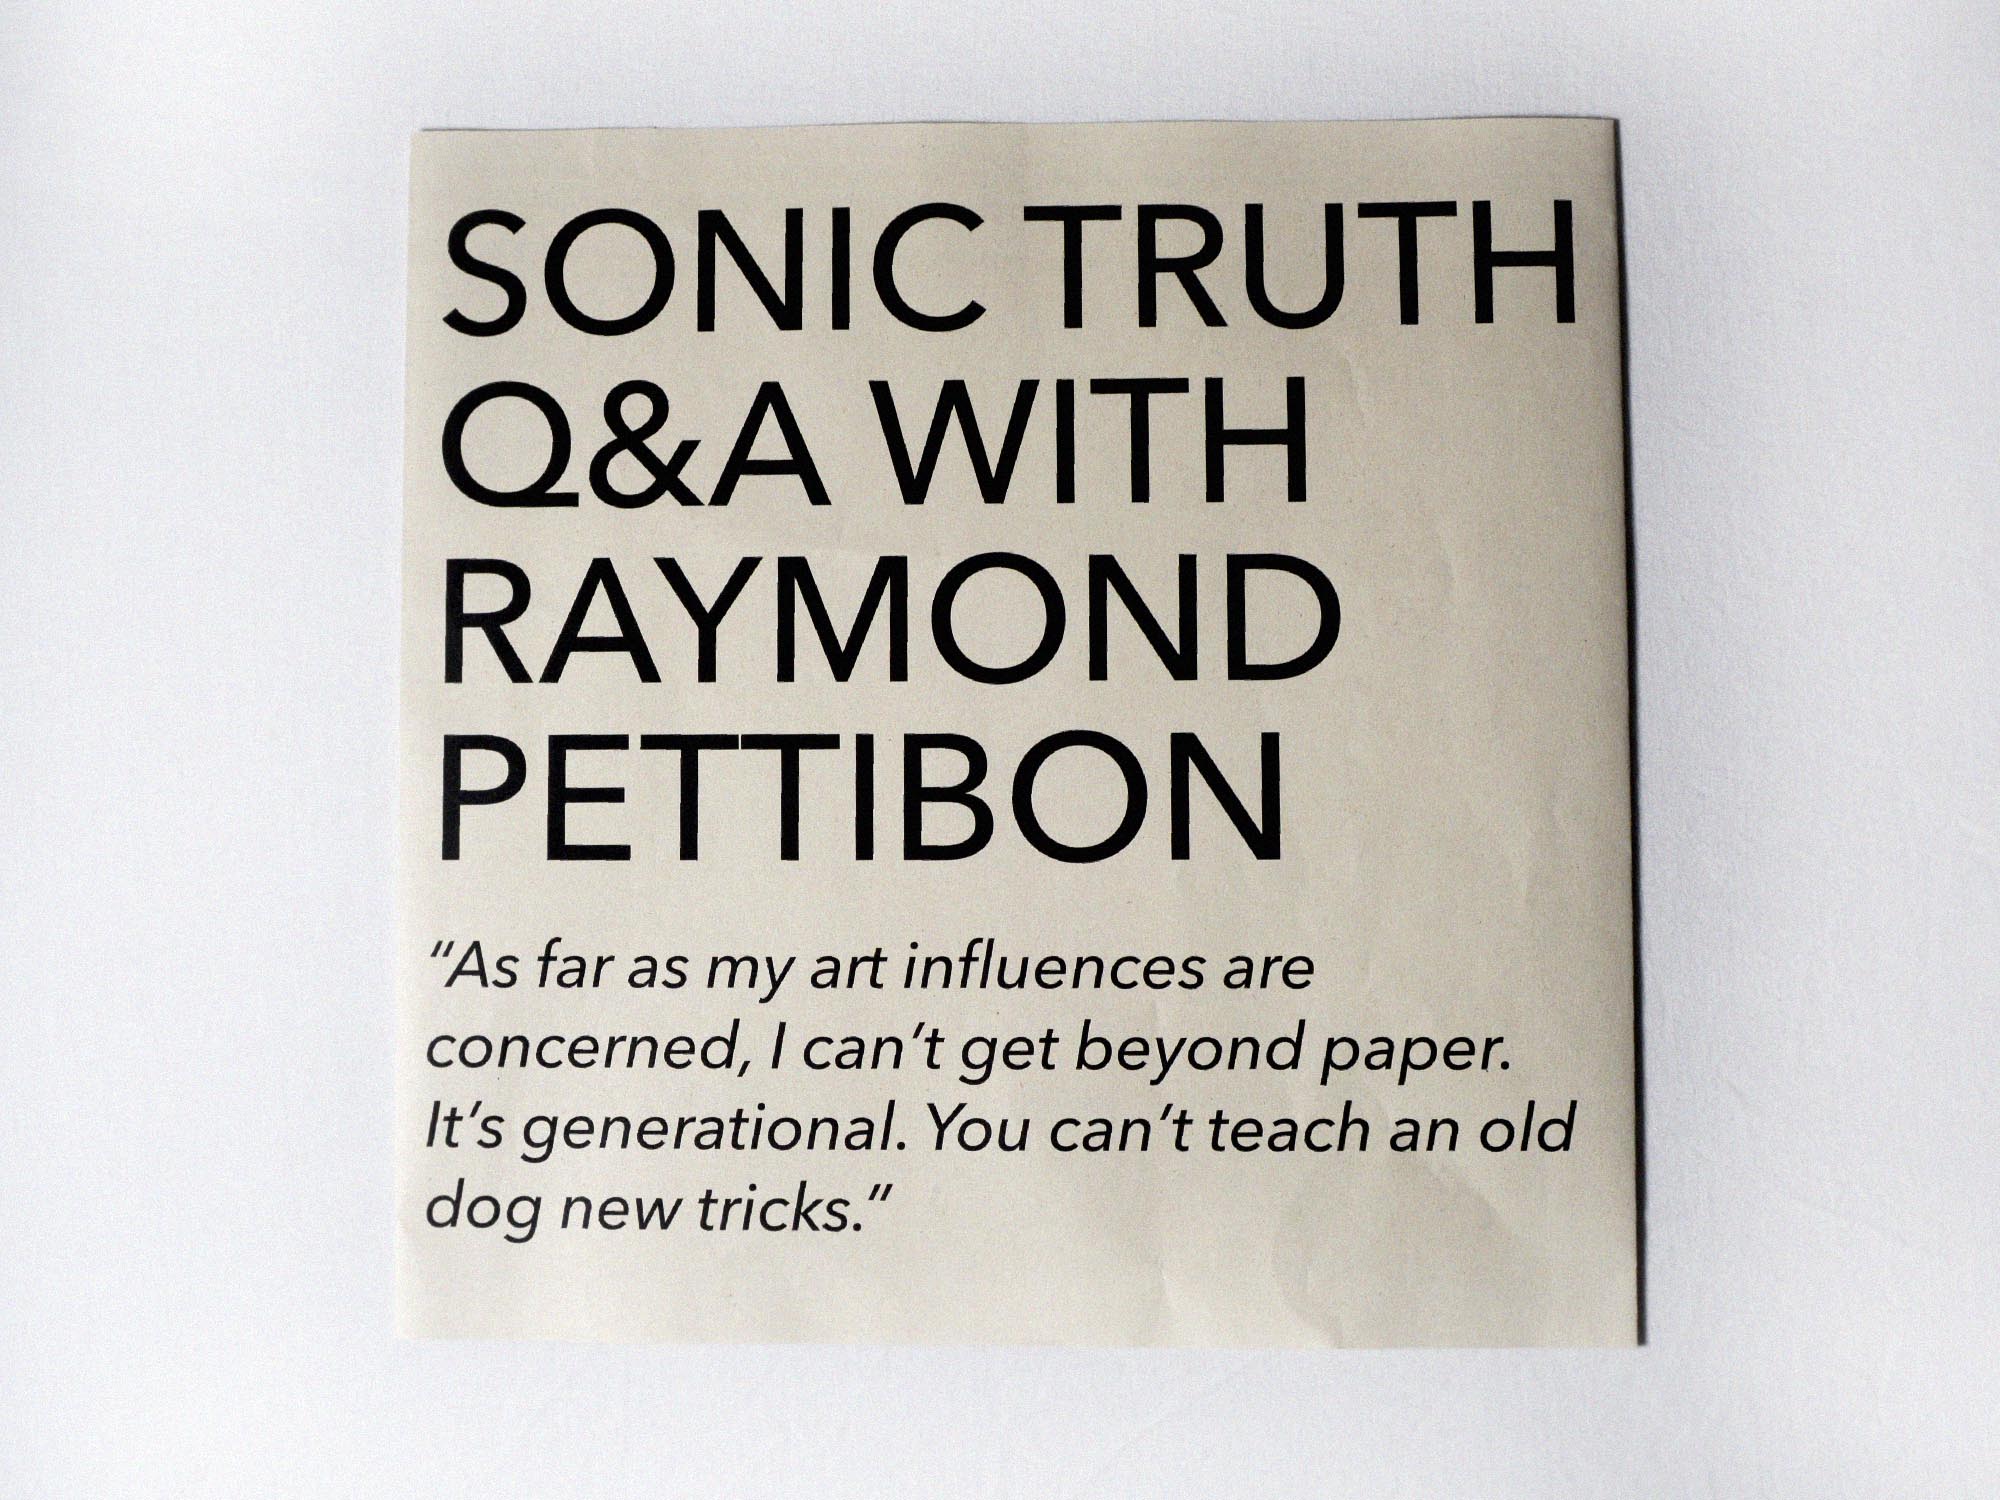 SONIC TRUTH
Q&A WITH
RAYMOND
PETTIBON
“As far as my art influences are
concerned, I can’t get beyond paper.
It’s generational. You can’t teach an old
dog new tricks.”